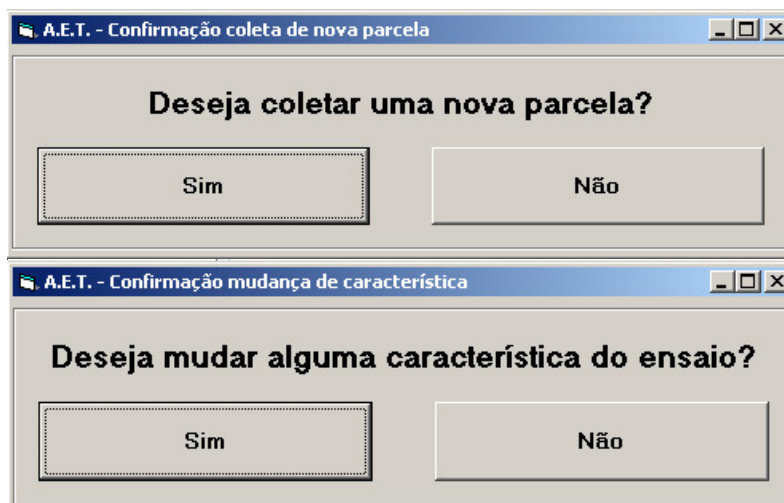 A.E.T. - Confirmação coleta de nova parcela
Deseja coletar uma nova parcela?
Sim Não
A.E.T. - Confirmação mudança de característica
Deseja mudar alguma característica do ensaio?
Sim Não